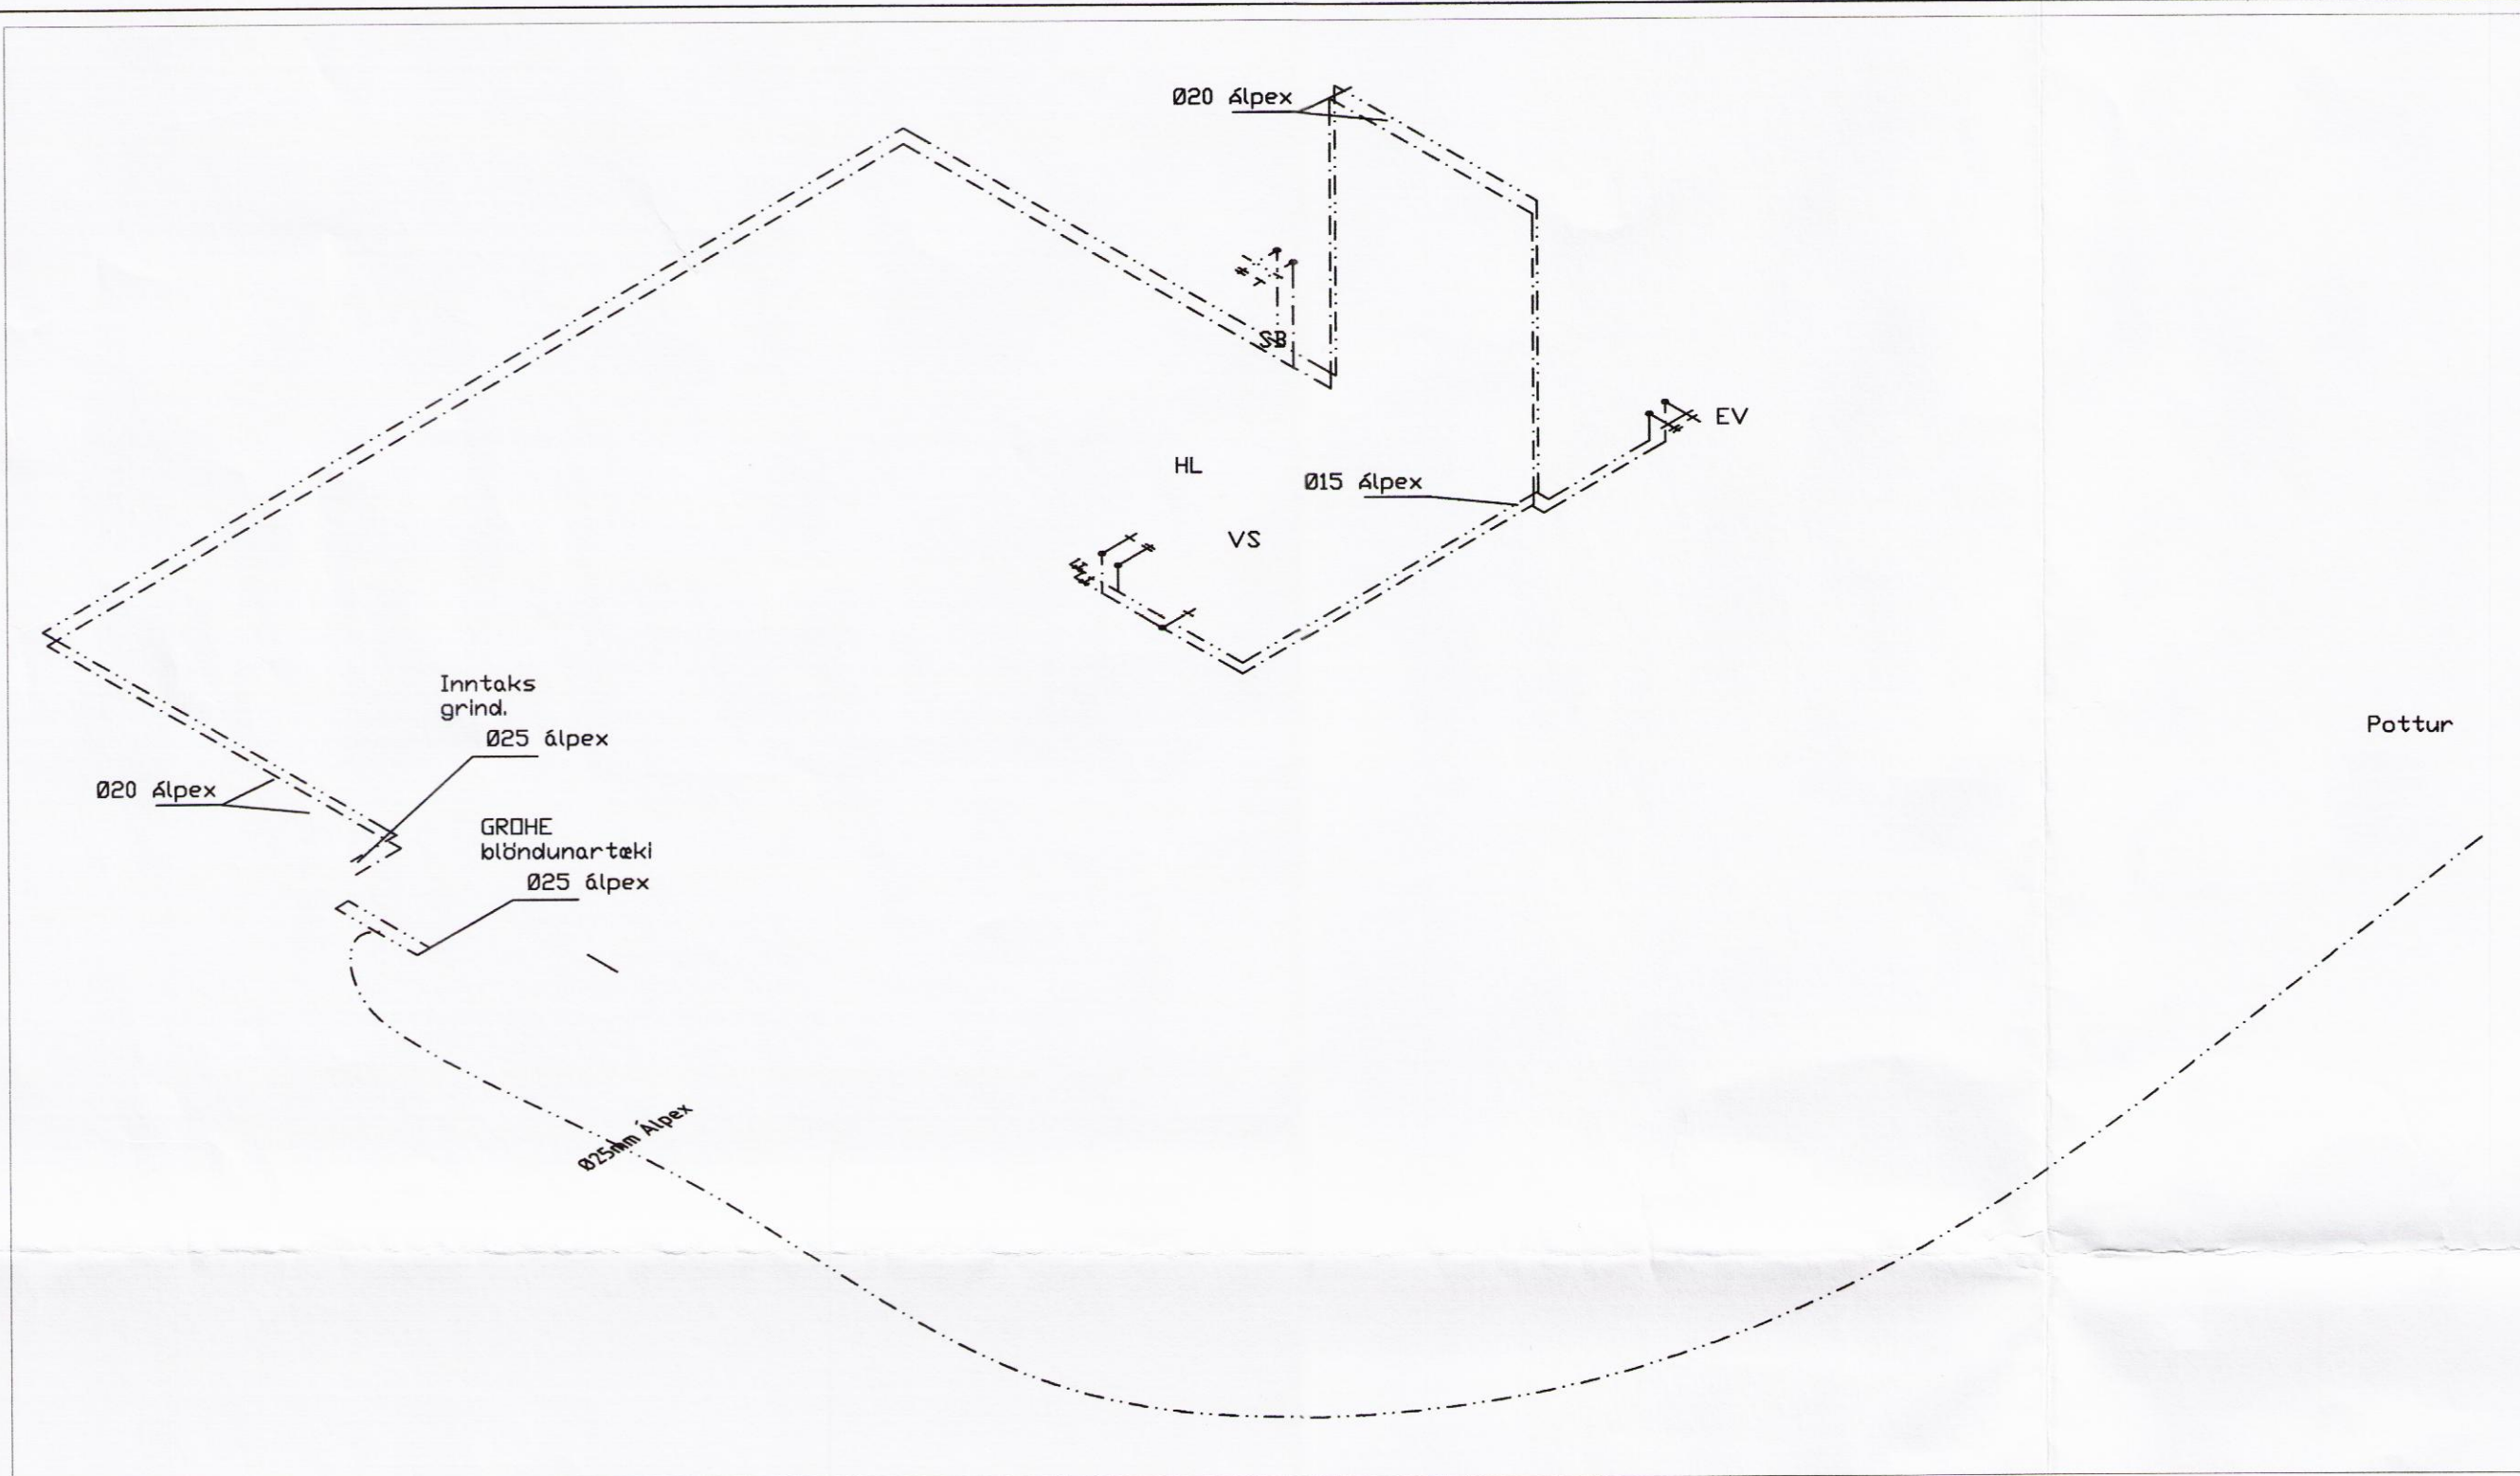 Ø20 Álpex
SB
EV
HL
Ø15 Álpex
VS
Inntaks
grind.
Ø25 álpex
Pottur
Ø20 Álpex
GROHE
blöndunartæki
Ø25 álpex
Ø25mm Álpex